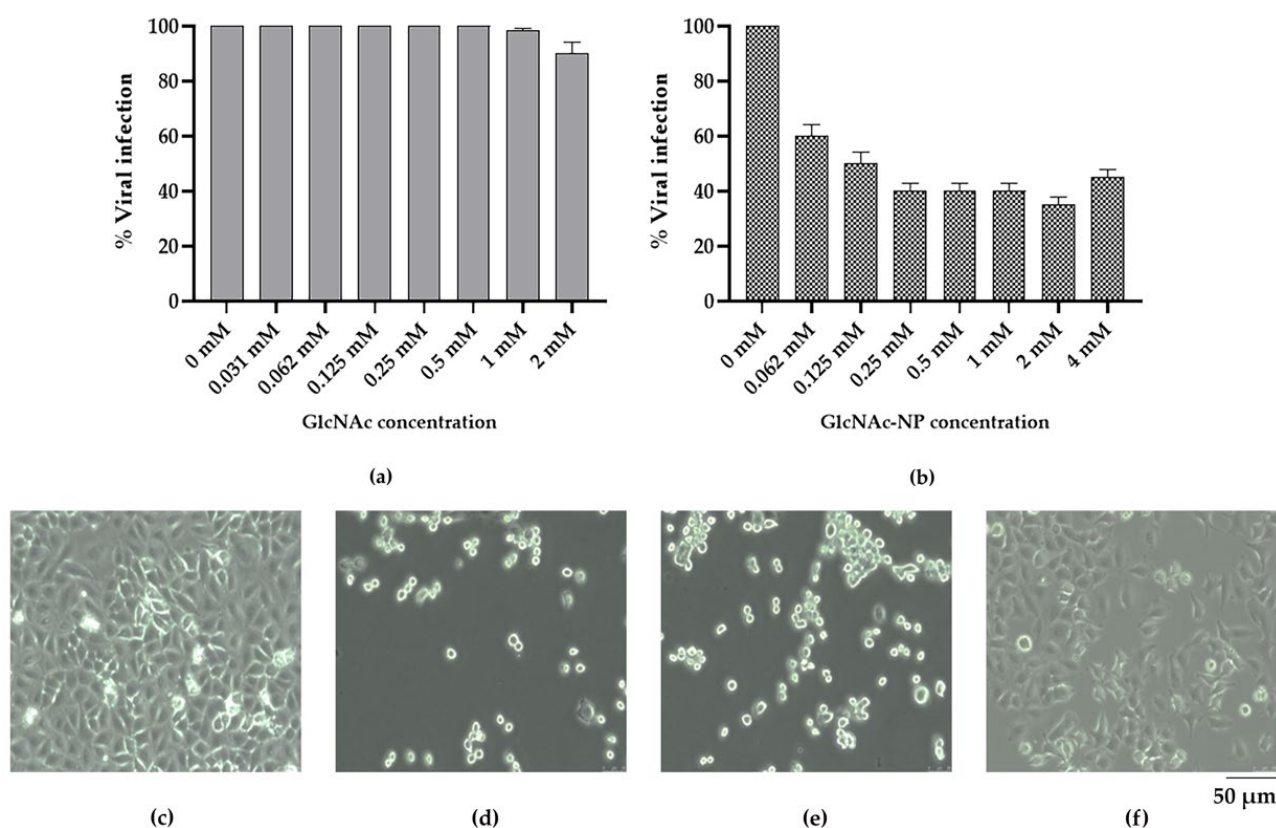 100
80
60
40
20
0
% Viral infection
0 mM
0.031 mM
0.062 mM
0.125 mM
0.25 mM
0.5 mM
1 mM
2 mM
GlcNAc concentration
(a)
100
80
60
40
20
0
% Viral infection
0 mM
0.062 mM
0.125 mM
0.25 mM
0.5 mM
1 mM
2 mM
4 mM
GlcNAc-NP concentration
(b)
(c)
(d)
(e)
(f)
50 µm